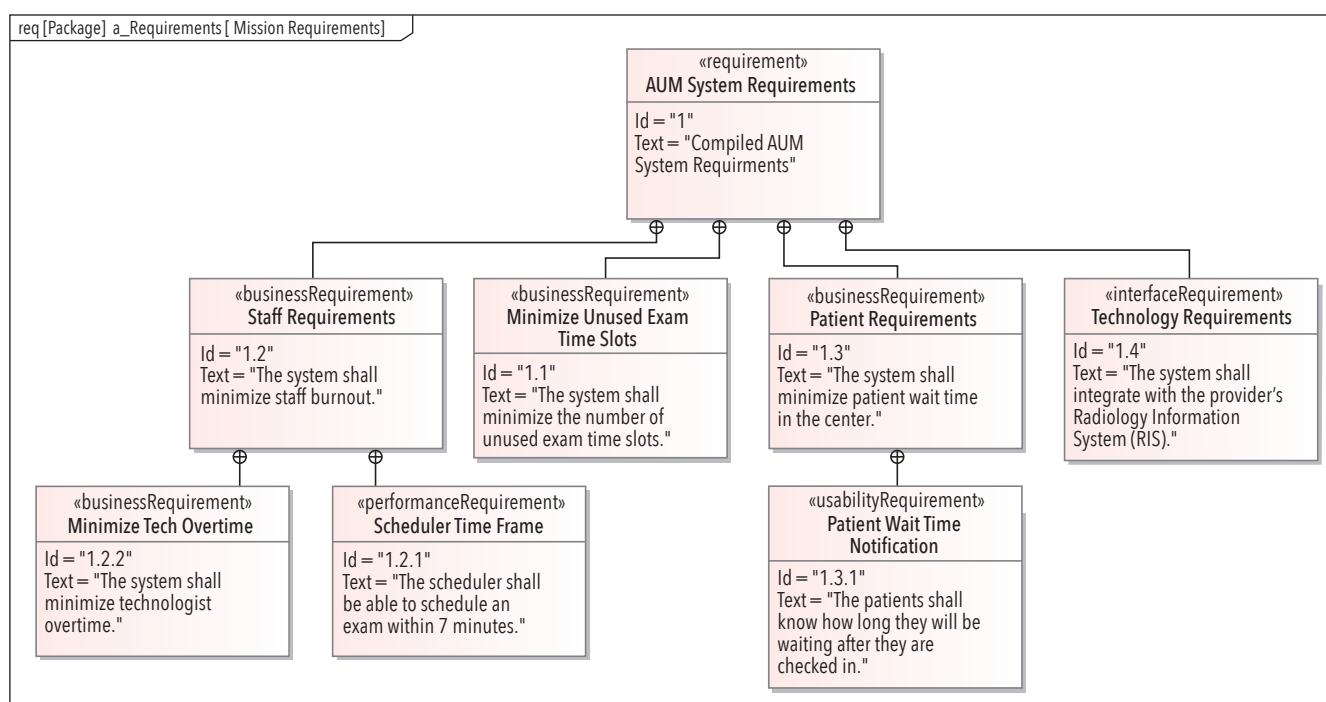 req [Package] a_Requirements [ Mission Requirements]
«requirement»
AUM System Requirements
Id = "1"
Text = "Compiled AUM
System Requirments"
«businessRequirement»
Staff Requirements
Id = "1.2"
Text = "The system shall
minimize staff burnout."
«businessRequirement»
Minimize Unused Exam
Time Slots
Id = "1.1"
Text = "The system shall
minimize the number of
unused exam time slots."
«businessRequirement»
Patient Requirements
Id = "1.3"
Text = "The system shall
minimize patient wait time
in the center."
«interfaceRequirement»
Technology Requirements
Id = "1.4"
Text = "The system shall
integrate with the provider’s
Radiology Information
System (RIS)."
«businessRequirement»
Minimize Tech Overtime
Id = "1.2.2"
Text = "The system shall
minimize technologist
overtime."
«performanceRequirement»
Scheduler Time Frame
Id = "1.2.1"
Text = "The scheduler shall
be able to schedule an
exam within 7 minutes."
«usabilityRequirement»
Patient Wait Time
Notification
Id = "1.3.1"
Text = "The patients shall
know how long they will be
waiting after they are
checked in."